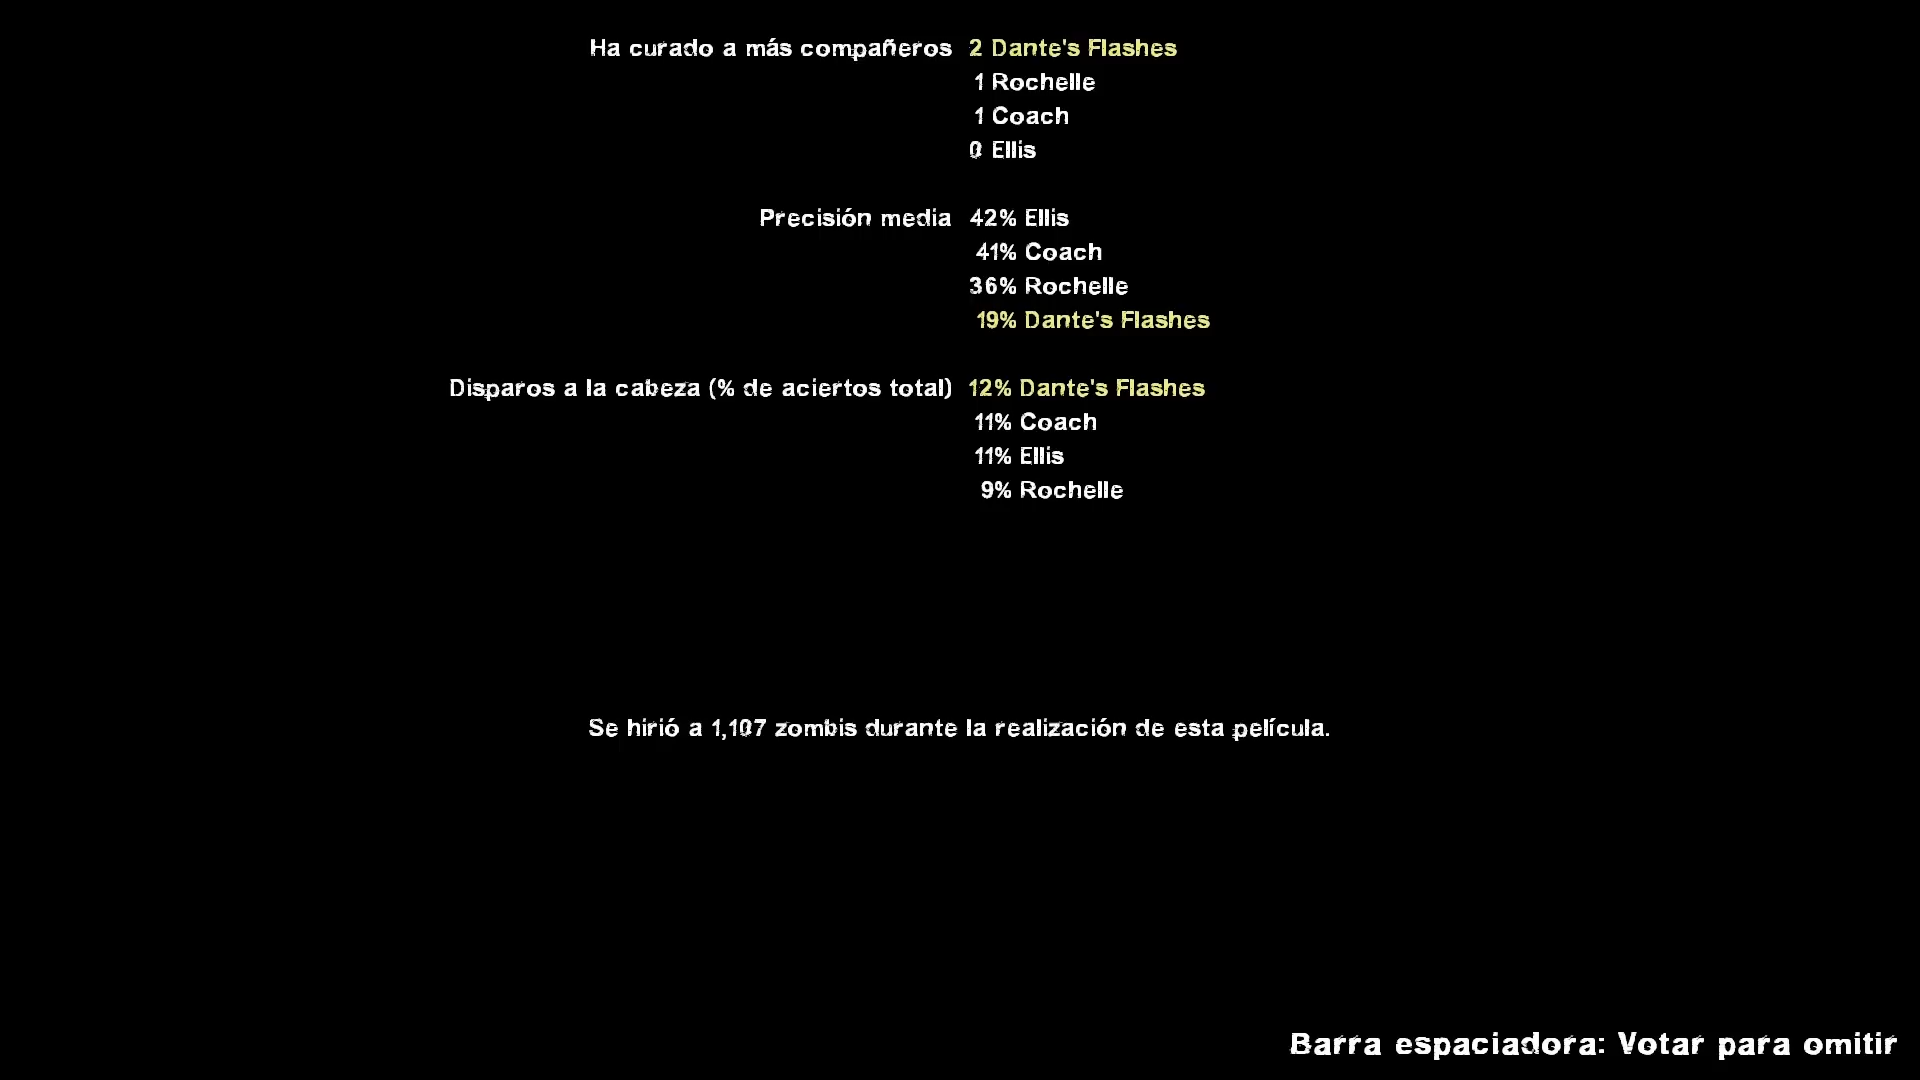 Ha curado a más compañeros 2 Dante's Flashes
1 Rochelle
1 Coach
0 Ellis
Precisión media 42% Ellis
41% Coach
36% Rochelle
19% Dante's Flashes
Disparos a la cabeza (% de aciertos total) 12% Dante's Flashes
11% Coach
11% Ellis
9% Rochelle
Se hirió a 1,107 zombis durante la realización de esta película.
Barra espaciadora: Votar para omitir